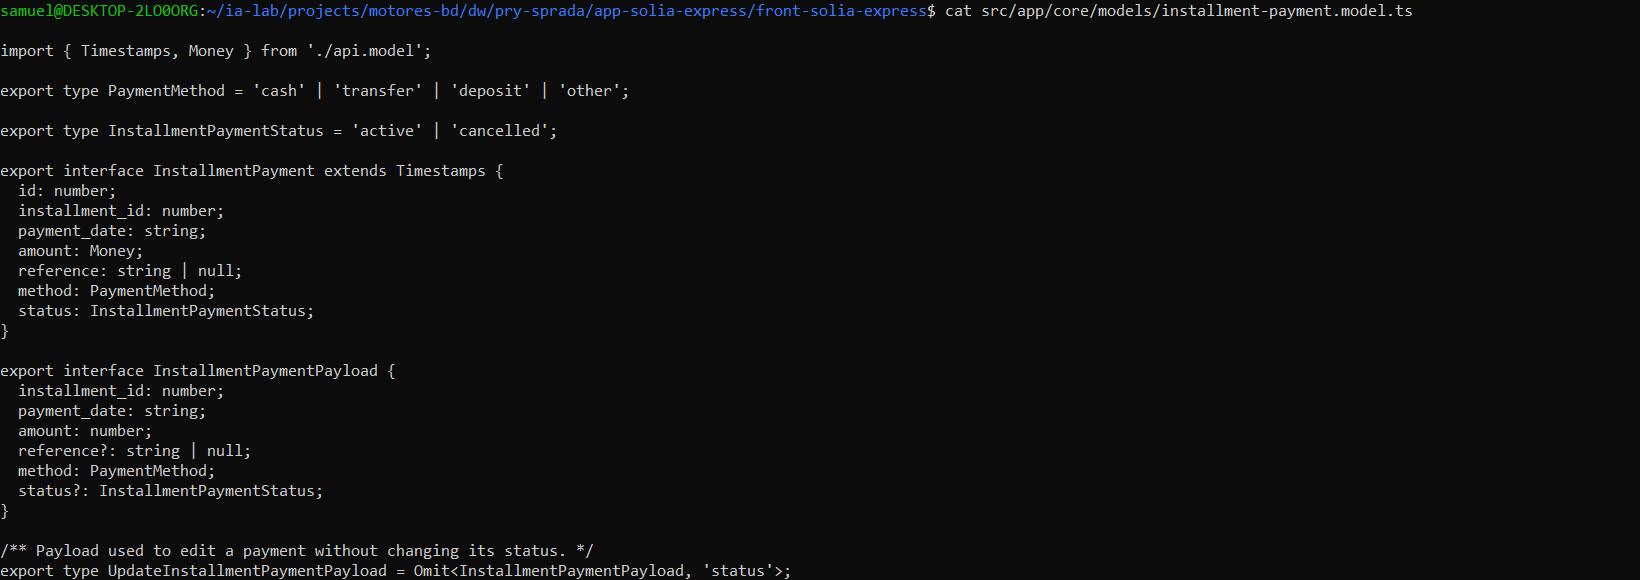 samuel@DESKTOP-2LO0ORG:~/ia-lab/projects/motores-bd/dw/pry-sprada/app-solia-express/front-solia-express$ cat src/app/core/models/installment-payment.model.ts
import { Timestamps, Money } from './api.model';
export type PaymentMethod = 'cash' | 'transfer' | 'deposit' | 'other';
export type InstallmentPaymentStatus = 'active' | 'cancelled';
export interface InstallmentPayment extends Timestamps {
  id: number;
  installment_id: number;
  payment_date: string;
  amount: Money;
  reference: string | null;
  method: PaymentMethod;
  status: InstallmentPaymentStatus;
}
export interface InstallmentPaymentPayload {
  installment_id: number;
  payment_date: string;
  amount: number;
  reference?: string | null;
  method: PaymentMethod;
  status?: InstallmentPaymentStatus;
}
/** Payload used to edit a payment without changing its status. */
export type UpdateInstallmentPaymentPayload = Omit<InstallmentPaymentPayload, 'status'>;